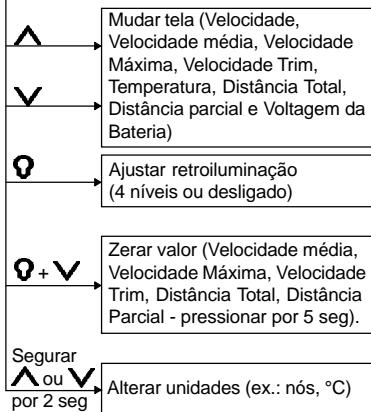 Mudar tela (Velocidade,
Velocidade média, Velocidade
Máxima, Velocidade Trim,
Temperatura, Distância Total,
Distância parcial e Voltagem da
Bateria)
Ajustar retroiluminação
(4 níveis ou desligado)
+
Zerar valor (Velocidade média,
Velocidade Máxima, Velocidade
Trim, Distância Total, Distância
Parcial - pressionar por 5 seg).
Segurar
ou
por 2 seg
Alterar unidades (ex.: nós, °C)